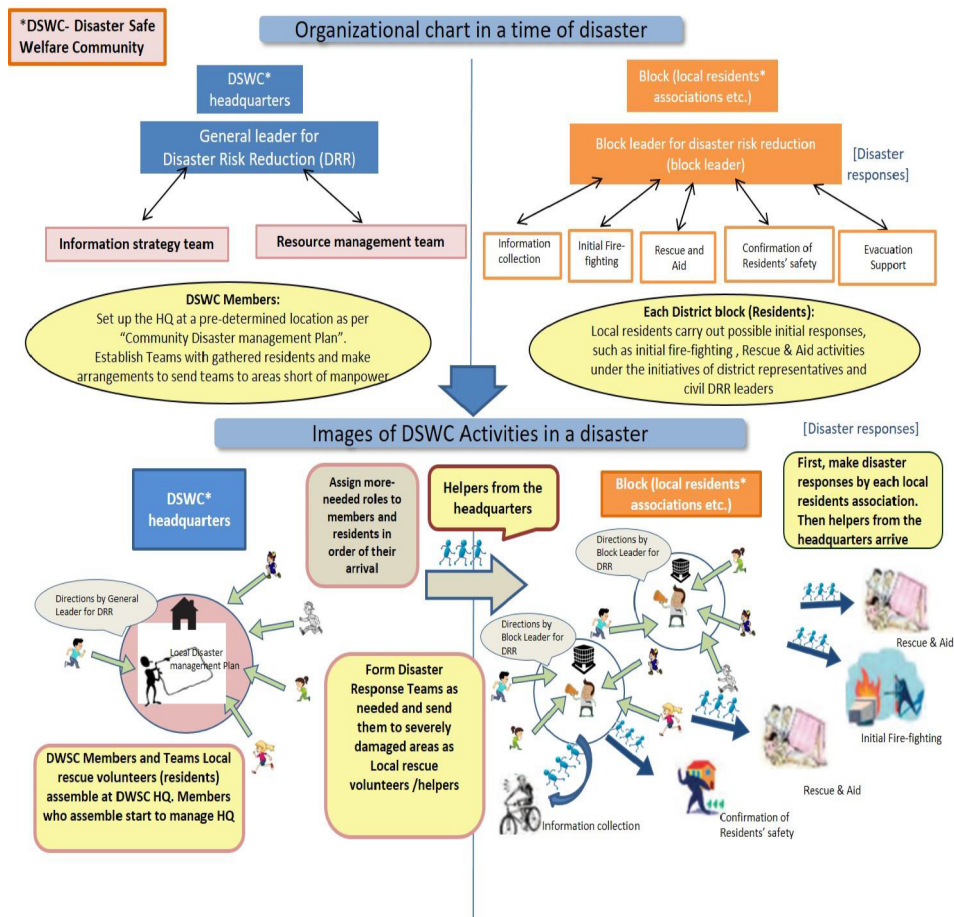 *DSWC- Disaster Safe
Welfare Community
Organizational chart in a time of disaster
DSWC*
headquarters
General leader for
Disaster Risk Reduction (DRR)
Information strategy team
Resource management team
Block (local residents*
associations etc.)
Block leader for disaster risk reduction
(block leader)
[Disaster
responses]
Information
collection
Initial Fire-
fighting
Rescue and
Aid
Confirmation of
Residents’ safety
Evacuation
Support
DSWC Members:
Set up the HQ at a pre-determined location as per
“Community Disaster management Plan”.
Establish Teams with gathered residents and make
arrangements to send teams to areas short of manpower
Each District block (Residents):
Local residents carry out possible initial responses,
such as initial fire-fighting , Rescue & Aid activities
under the initiatives of district representatives and
civil DRR leaders
Images of DSWC Activities in a disaster
[Disaster responses]
DSWC*
headquarters
Assign more-
needed roles to
members and
residents in
order of their
arrival
Helpers from the
headquarters
Block (local residents*
associations etc.)
First, make disaster
responses by each local
residents association.
Then helpers from the
headquarters arrive
Directions by General
Leader for DRR
Local Disaster
management Plan
Directions by
Block Leader for
DRR
Directions by
Block Leader for
DRR
Form Disaster
Response Teams as
needed and send
them to severely
damaged areas as
Local rescue
volunteers /helpers
DWSC Members and Teams Local
rescue volunteers (residents)
assemble at DWSC HQ. Members
who assemble start to manage HQ
Rescue & Aid
Initial Fire-fighting
Rescue & Aid
Information collection
Confirmation of
Residents’ safety